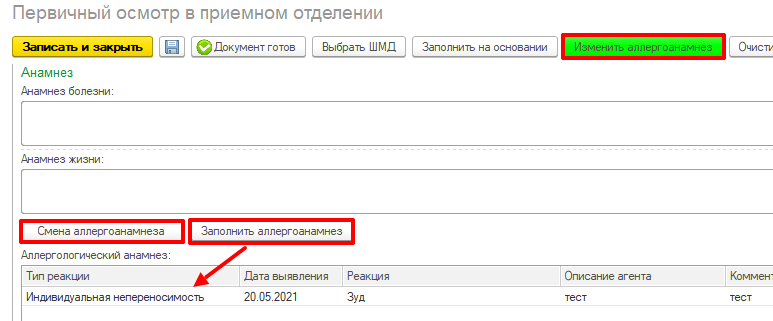 Первичный осмотр в приемном отделении
Записать и закрыть Документ готов Выбрать ШМД Заполнить на основании Изменить аллергоанамнез Очисти
Анамнез
Анамнез болезни:
Анамнез жизни:
Смена аллергоанамнеза Заполнить аллергоанамнез
Аллергологический анамнез:
Тип реакции Дата выявления Реакция Описание агента Коммент
Индивидуальная непереносимость 20.05.2021 Зуд тест тест